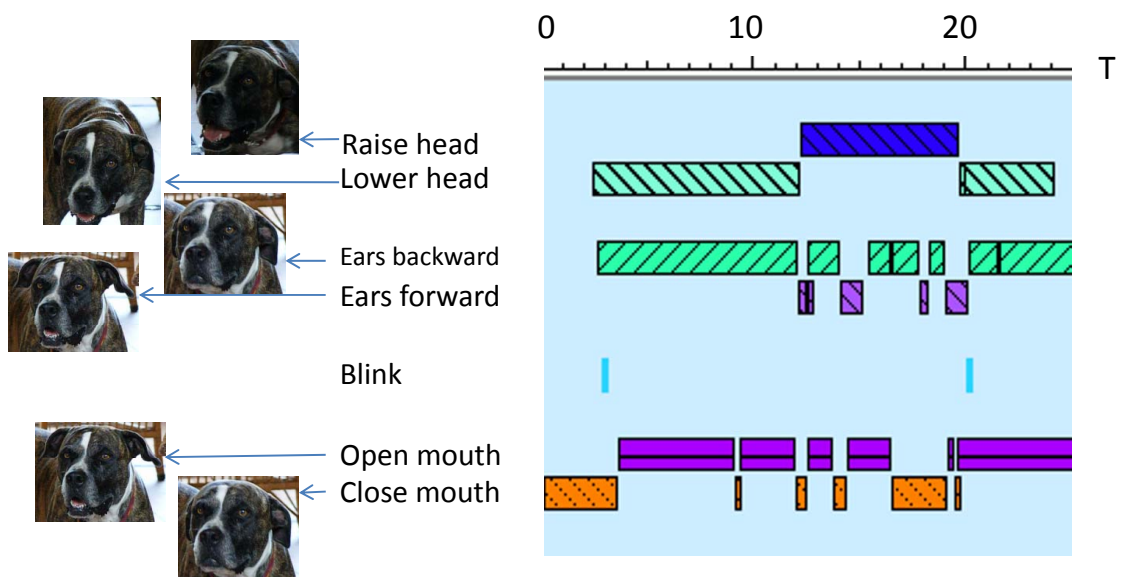 0 10 20
T
Raise head
Lower head
Ears backward
Ears forward
Blink
Open mouth
Close mouth